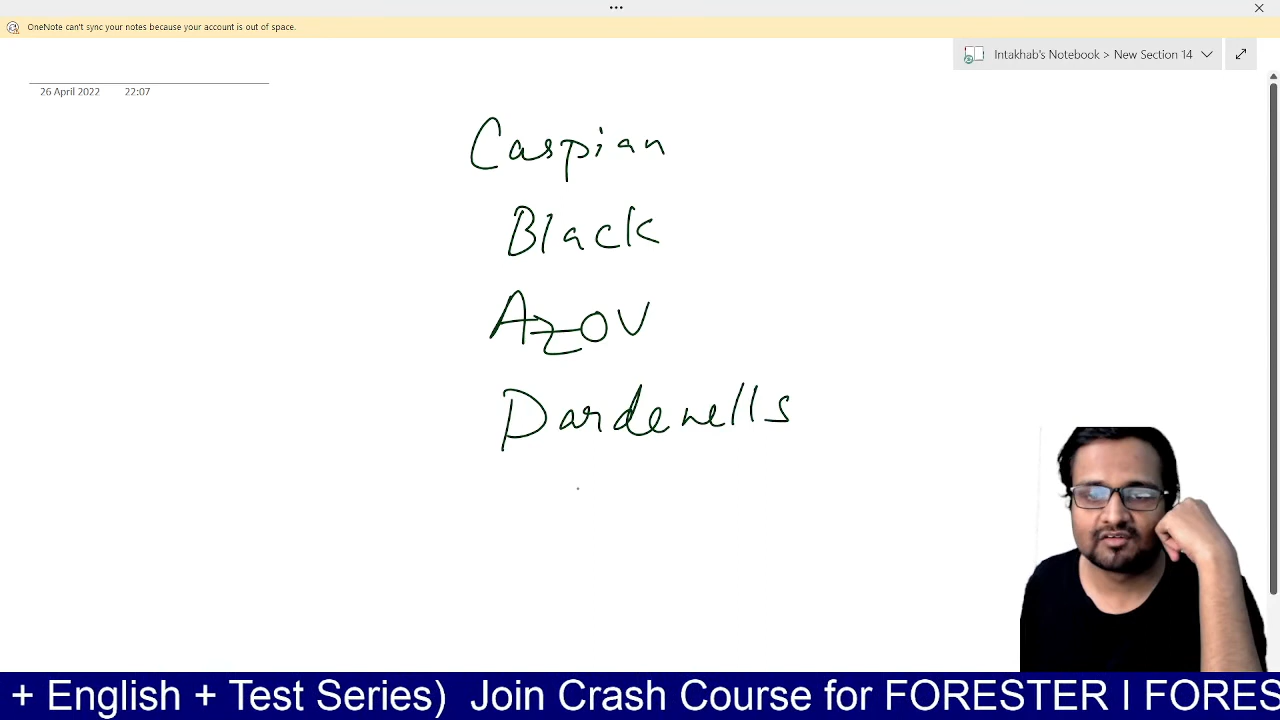 •••
OneNote can't sync your notes because your account is out of space.
Intakhab's Notebook > New Section 14
26 April 2022 22:07
Caspian
Black
Azov
Dardenells
+ English + Test Series) Join Crash Course for FORESTER I FORES